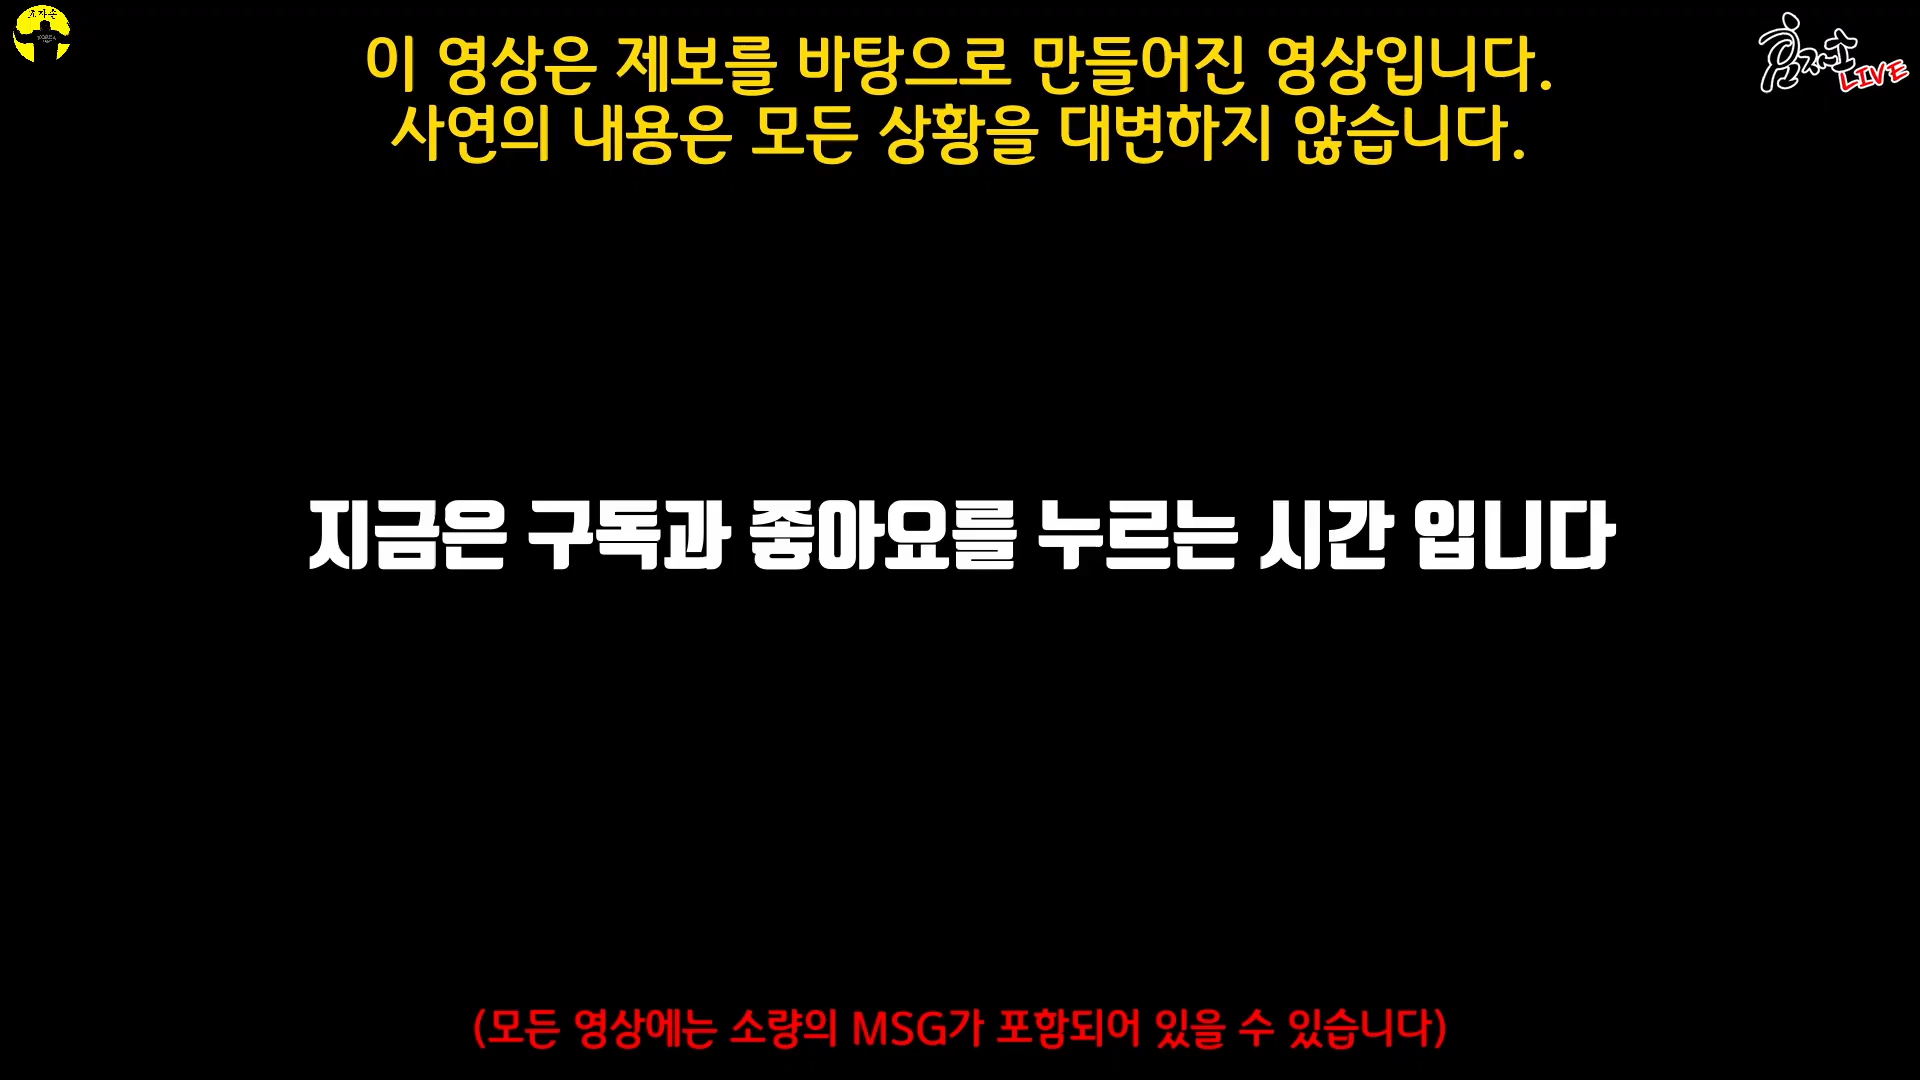 이 영상은 제보를 바탕으로 만들어진 영상입니다.
사연의 내용은 모든 상황을 대변하지 않습니다.
LIVE
지금은 구독과 좋아요를 누르는 시간 입니다
(모든 영상에는 소량의 MSG가 포함되어 있을 수 있습니다)